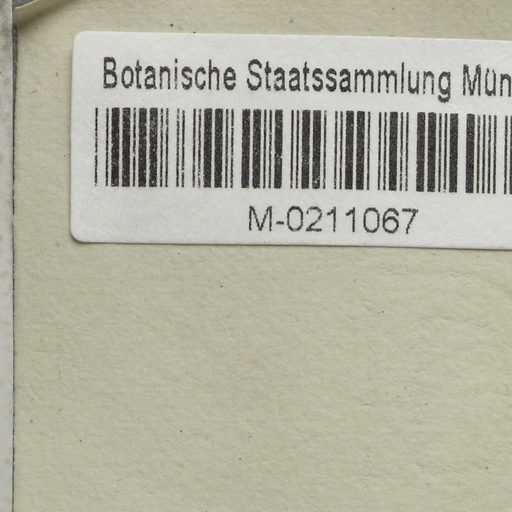 Botanische Staatssammlung Mün
M-0211067